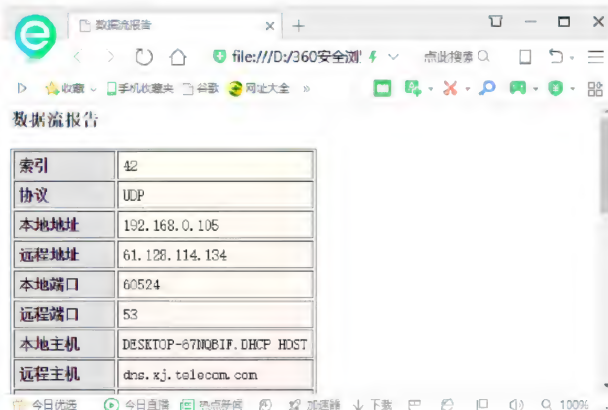 数据流报告
file:///D:/360安全浏
点此搜索
收藏 手机收藏夹 谷歌 网址大全 »
数据流报告
索引 42
协议 UDP
本地地址 192.168.0.105
远程地址 61.128.114.134
本地端口 60524
远程端口 53
本地主机 DESKTOP-67NQBIF.DHCP HOST
远程主机 dns.xj.telecom.com
今日优选 今日直播 热点新闻 加速器 下载 100%